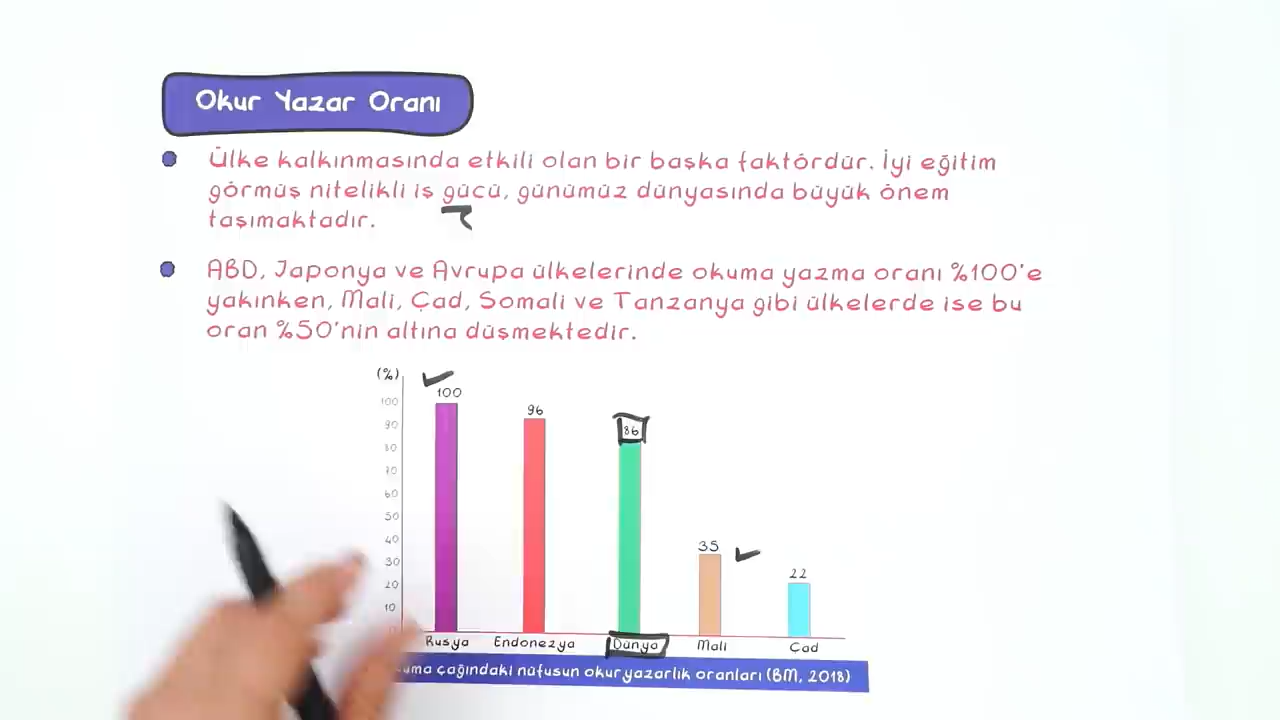 Okur Yazar Oranı
Ülke kalkınmasında etkili olan bir başka faktördür. İyi eğitim
görmüş nitelikli iş gücü, günümüz dünyasında büyük önem
taşımaktadır.
ABD, Japonya ve Avrupa ülkelerinde okuma yazma oranı %100'e
yakınken, Mali, Çad, Somali ve Tanzanya gibi ülkelerde ise bu
oran %50'nin altına düşmektedir.
(%)
100
90
80
70
60
50
40
30
20
10
100
96
86
35
22
Rusya Endonezya Dünya Mali Çad
çağındaki nüfusun okur yazarlık oranları (BM, 2018)